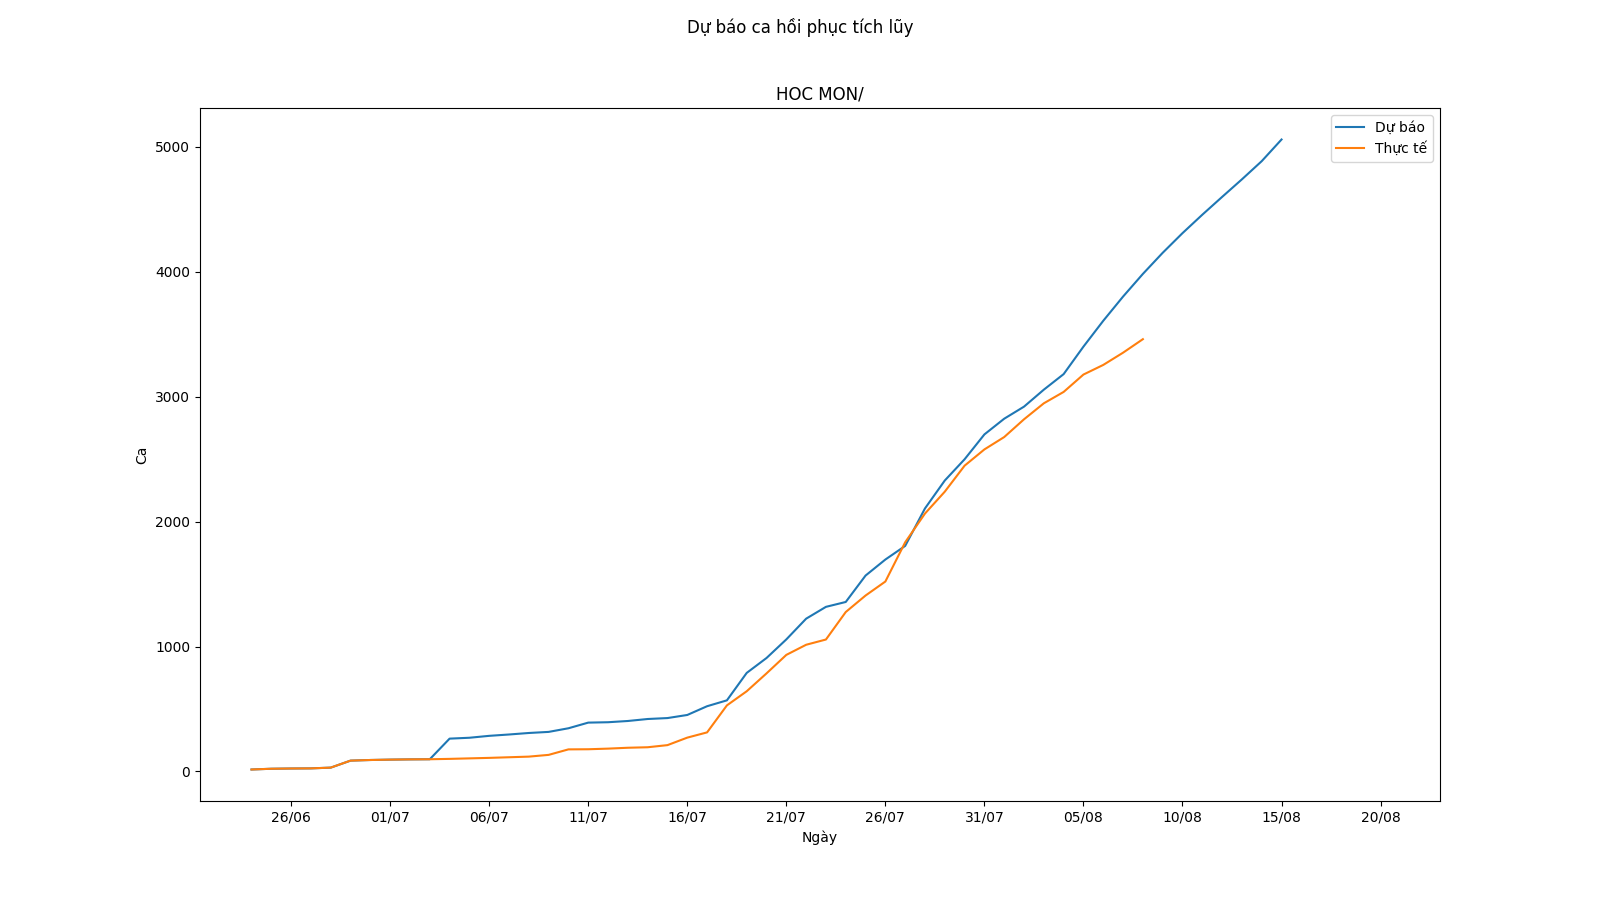 Dự báo ca hồi phục tích lũy
HOC MON/
Dự báo
Thực tế
5000
4000
3000
2000
1000
0
Ca
26/06 01/07 06/07 11/07 16/07 21/07 26/07 31/07 05/08 10/08 15/08 20/08
Ngày